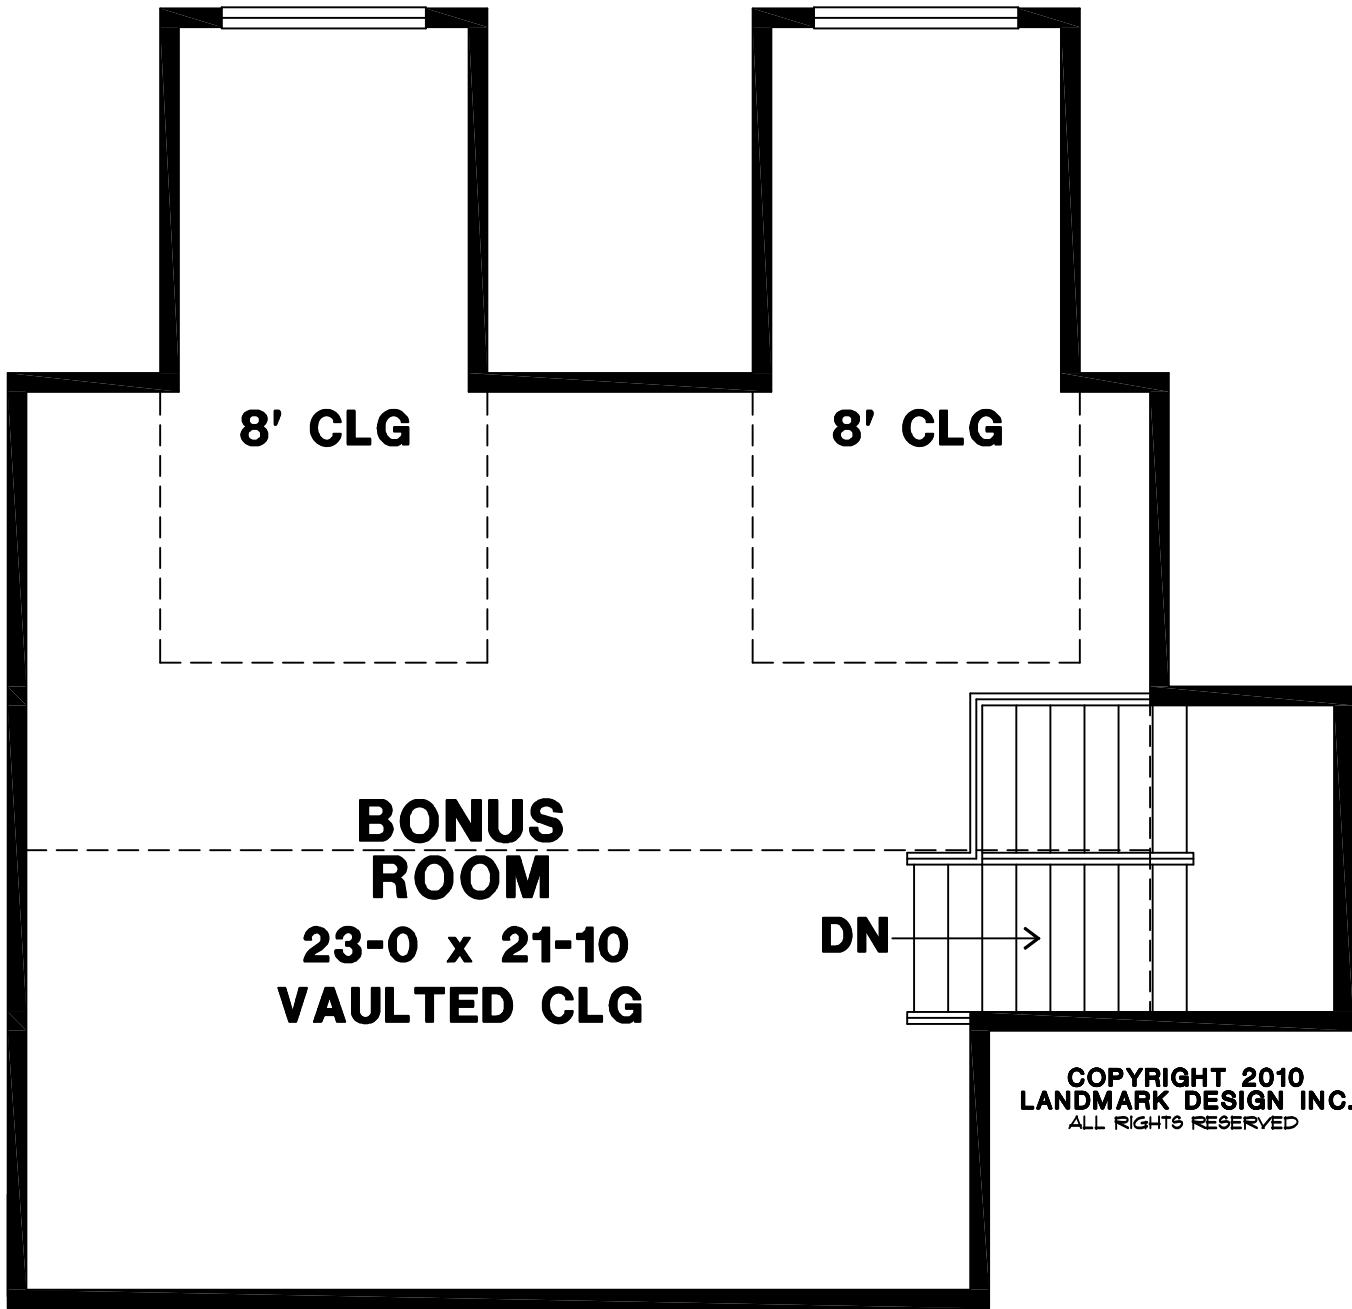 8' CLG
8' CLG
BONUS
ROOM
23-0 x 21-10
VAULTED CLG
DN
COPYRIGHT 2010
LANDMARK DESIGN INC.
ALL RIGHTS RESERVED